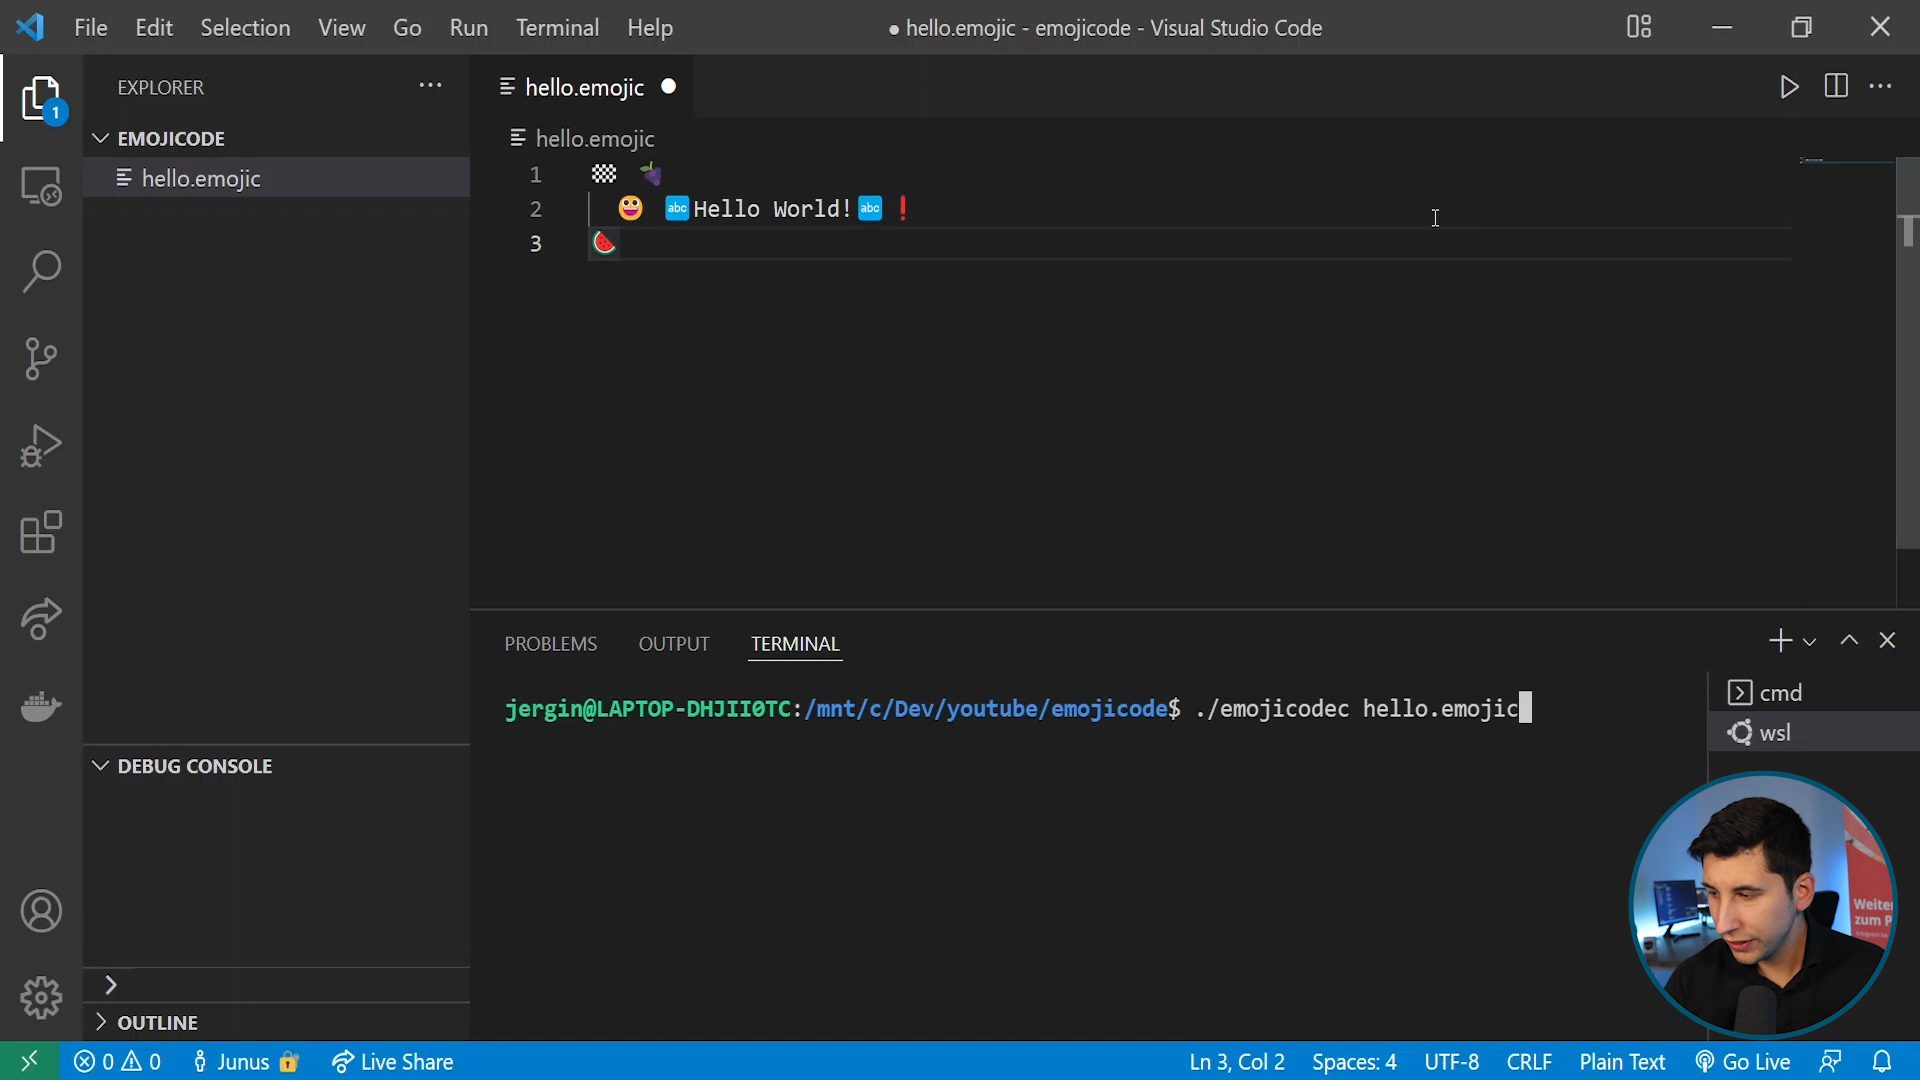 File Edit Selection View Go Run Terminal Help
● hello.emojic - emojicode - Visual Studio Code
EXPLORER
1
EMOJICODE
hello.emojic
hello.emojic
hello.emojic
1 🏁 🍇
2 😀 🔤Hello World!🔤❗
3 🍉
PROBLEMS OUTPUT TERMINAL
jergin@LAPTOP-DHJII0TC:/mnt/c/Dev/youtube/emojicode$ ./emojicodec hello.emojic
cmd
wsl
DEBUG CONSOLE
OUTLINE
Weiter
zum P
0 0 Junus 🔒 Live Share
Ln 3, Col 2 Spaces: 4 UTF-8 CRLF Plain Text Go Live